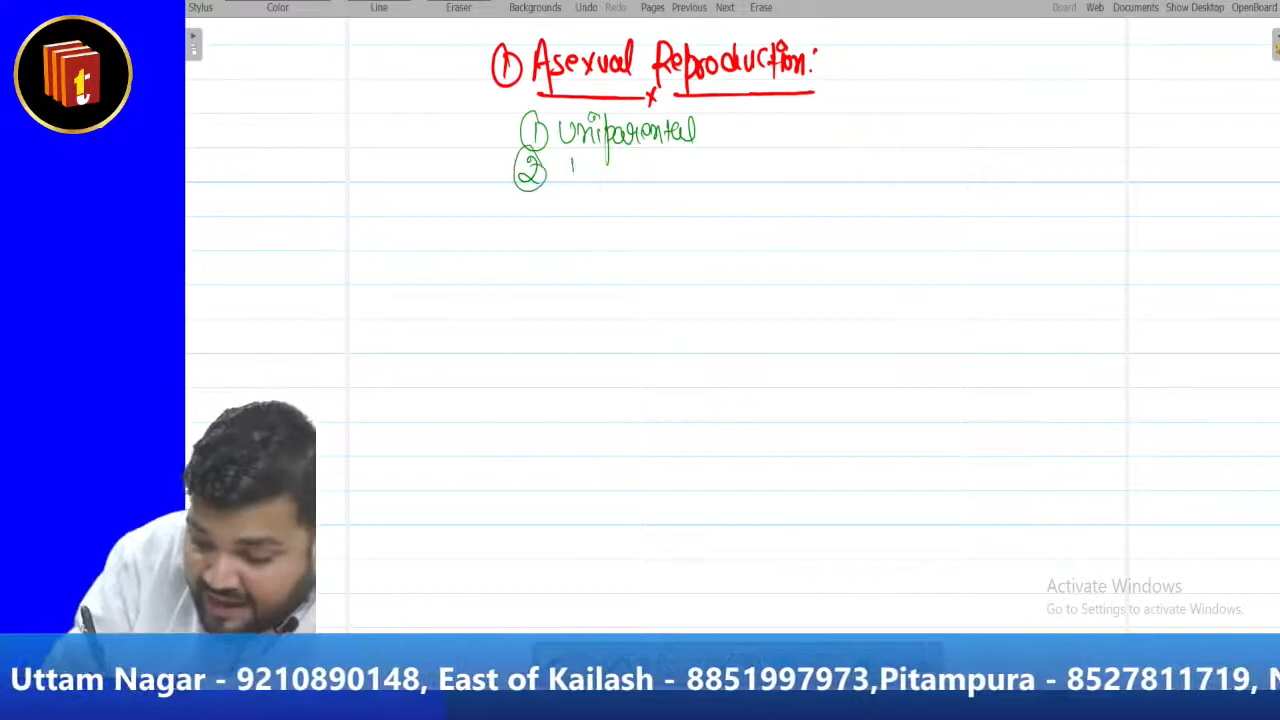 Stylus Color Line Eraser Backgrounds Undo Redo Pages Previous Next Erase Board Web Documents Show Desktop OpenBoard
t
① Asexual Reproduction:
① Uniparental
②
Activate Windows
Go to Settings to activate Windows.
Uttam Nagar - 9210890148, East of Kailash - 8851997973,Pitampura - 8527811719, N